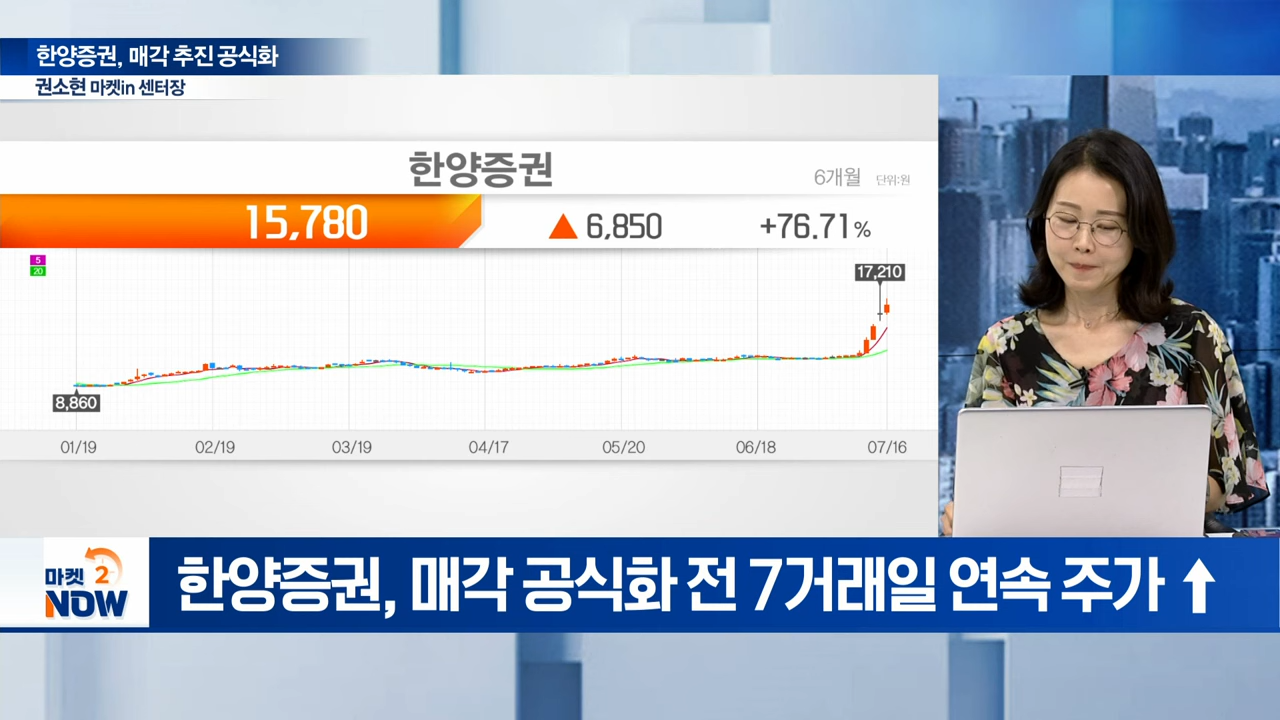 한양증권, 매각 추진 공식화
권소현 마켓in 센터장
한양증권
6개월 단위:원
15,780 ▲ 6,850 +76.71%
5
20
17,210
8,860
01/19 02/19 03/19 04/17 05/20 06/18 07/16
마켓 2
NOW
한양증권, 매각 공식화 전 7거래일 연속 주가 ↑